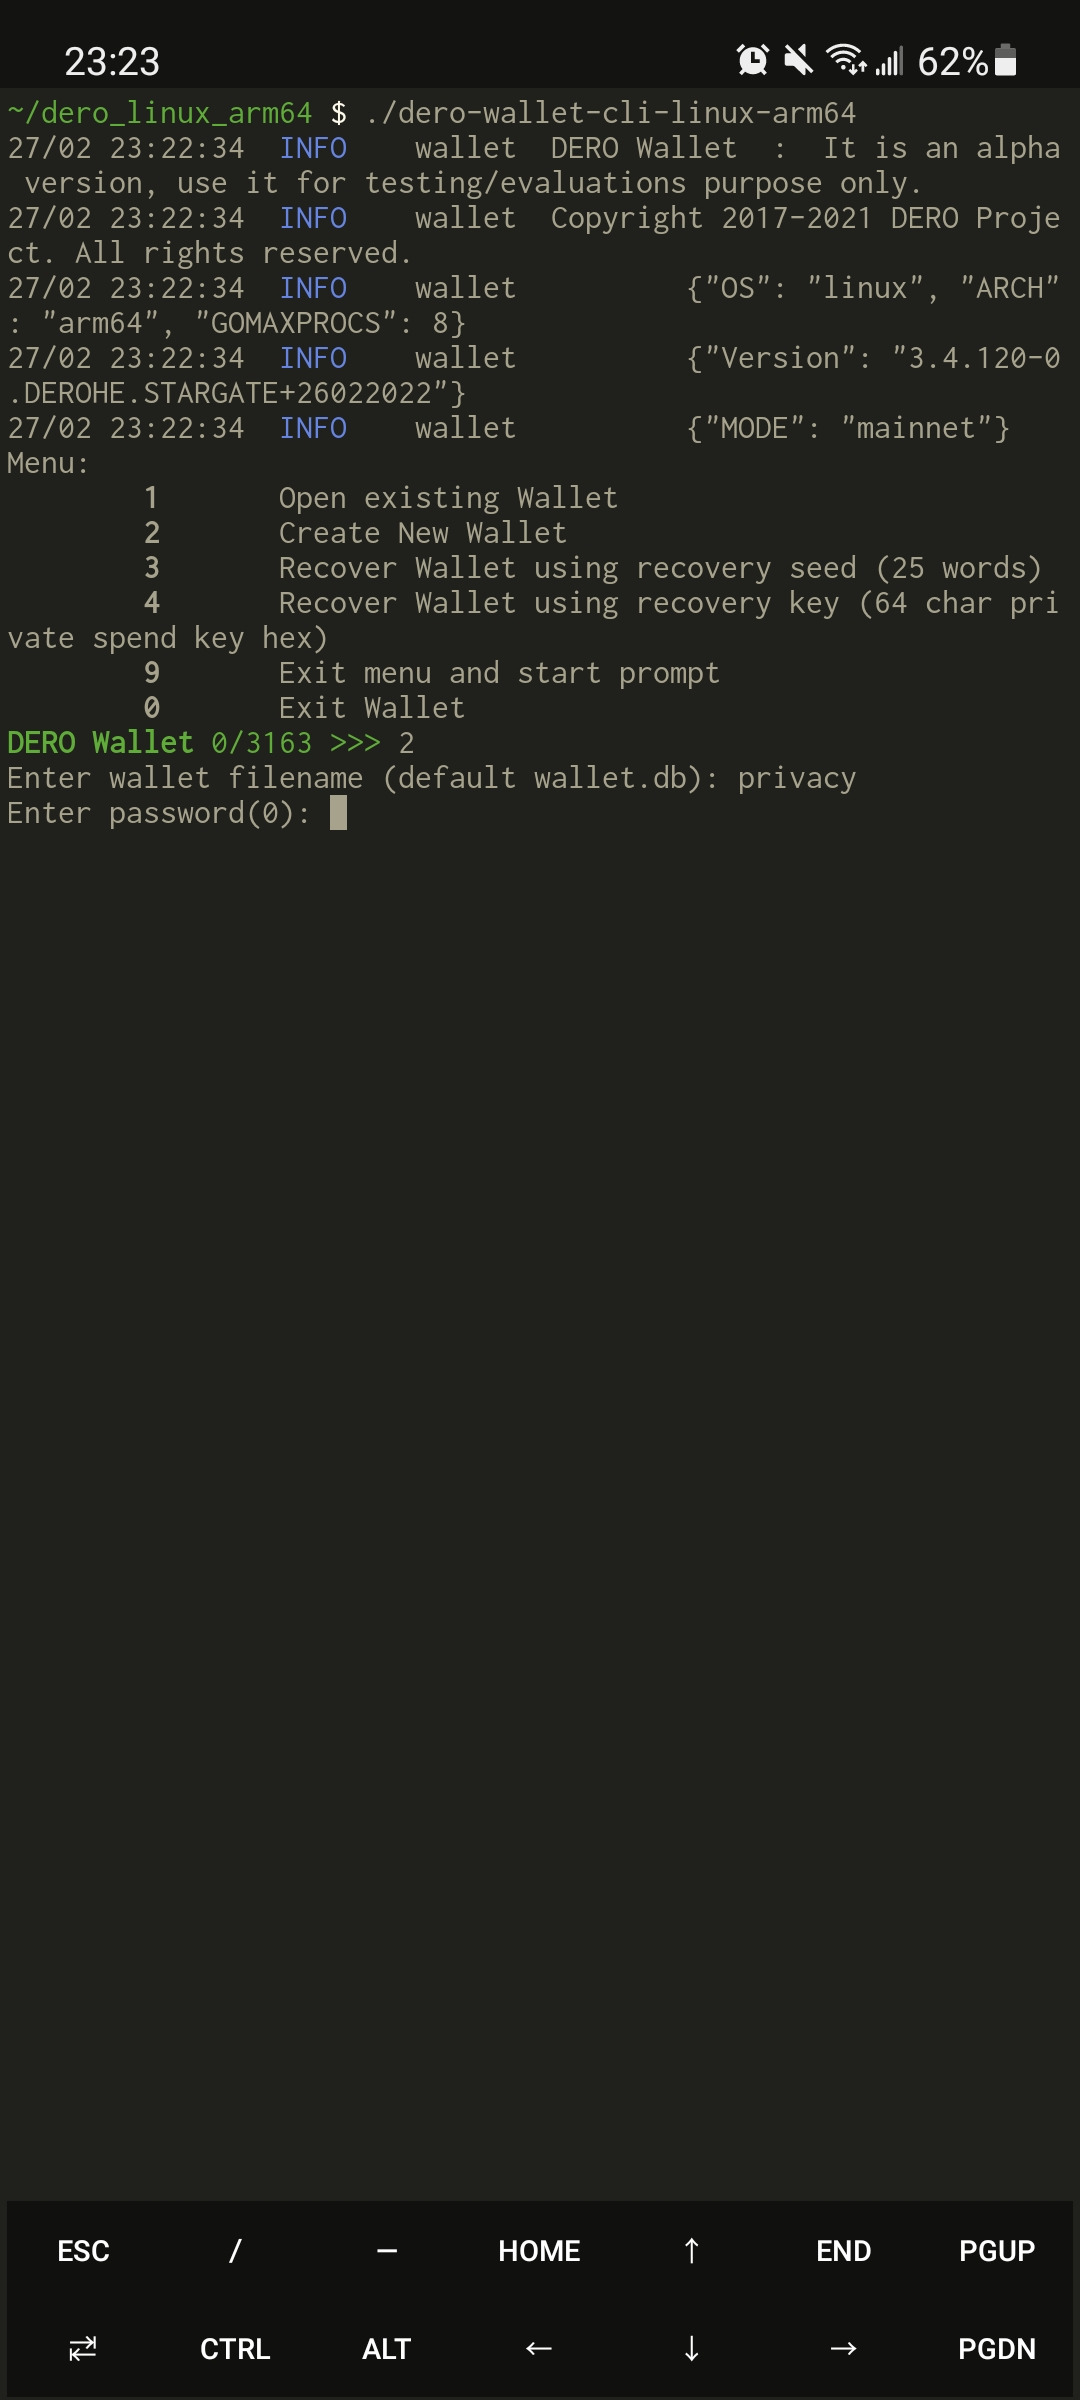 23:23 62%
~/dero_linux_arm64 $ ./dero-wallet-cli-linux-arm64
27/02 23:22:34  INFO    wallet  DERO Wallet  :  It is an alpha
 version, use it for testing/evaluations purpose only.
27/02 23:22:34  INFO    wallet  Copyright 2017-2021 DERO Proje
ct. All rights reserved.
27/02 23:22:34  INFO    wallet          {"OS": "linux", "ARCH"
: "arm64", "GOMAXPROCS": 8}
27/02 23:22:34  INFO    wallet          {"Version": "3.4.120-0
.DEROHE.STARGATE+26022022"}
27/02 23:22:34  INFO    wallet          {"MODE": "mainnet"}
Menu:
        1       Open existing Wallet
        2       Create New Wallet
        3       Recover Wallet using recovery seed (25 words)
        4       Recover Wallet using recovery key (64 char pri
vate spend key hex)
        9       Exit menu and start prompt
        0       Exit Wallet
DERO Wallet 0/3163 >>> 2
Enter wallet filename (default wallet.db): privacy
Enter password(0):
ESC / — HOME ↑ END PGUP
CTRL ALT ← ↓ → PGDN